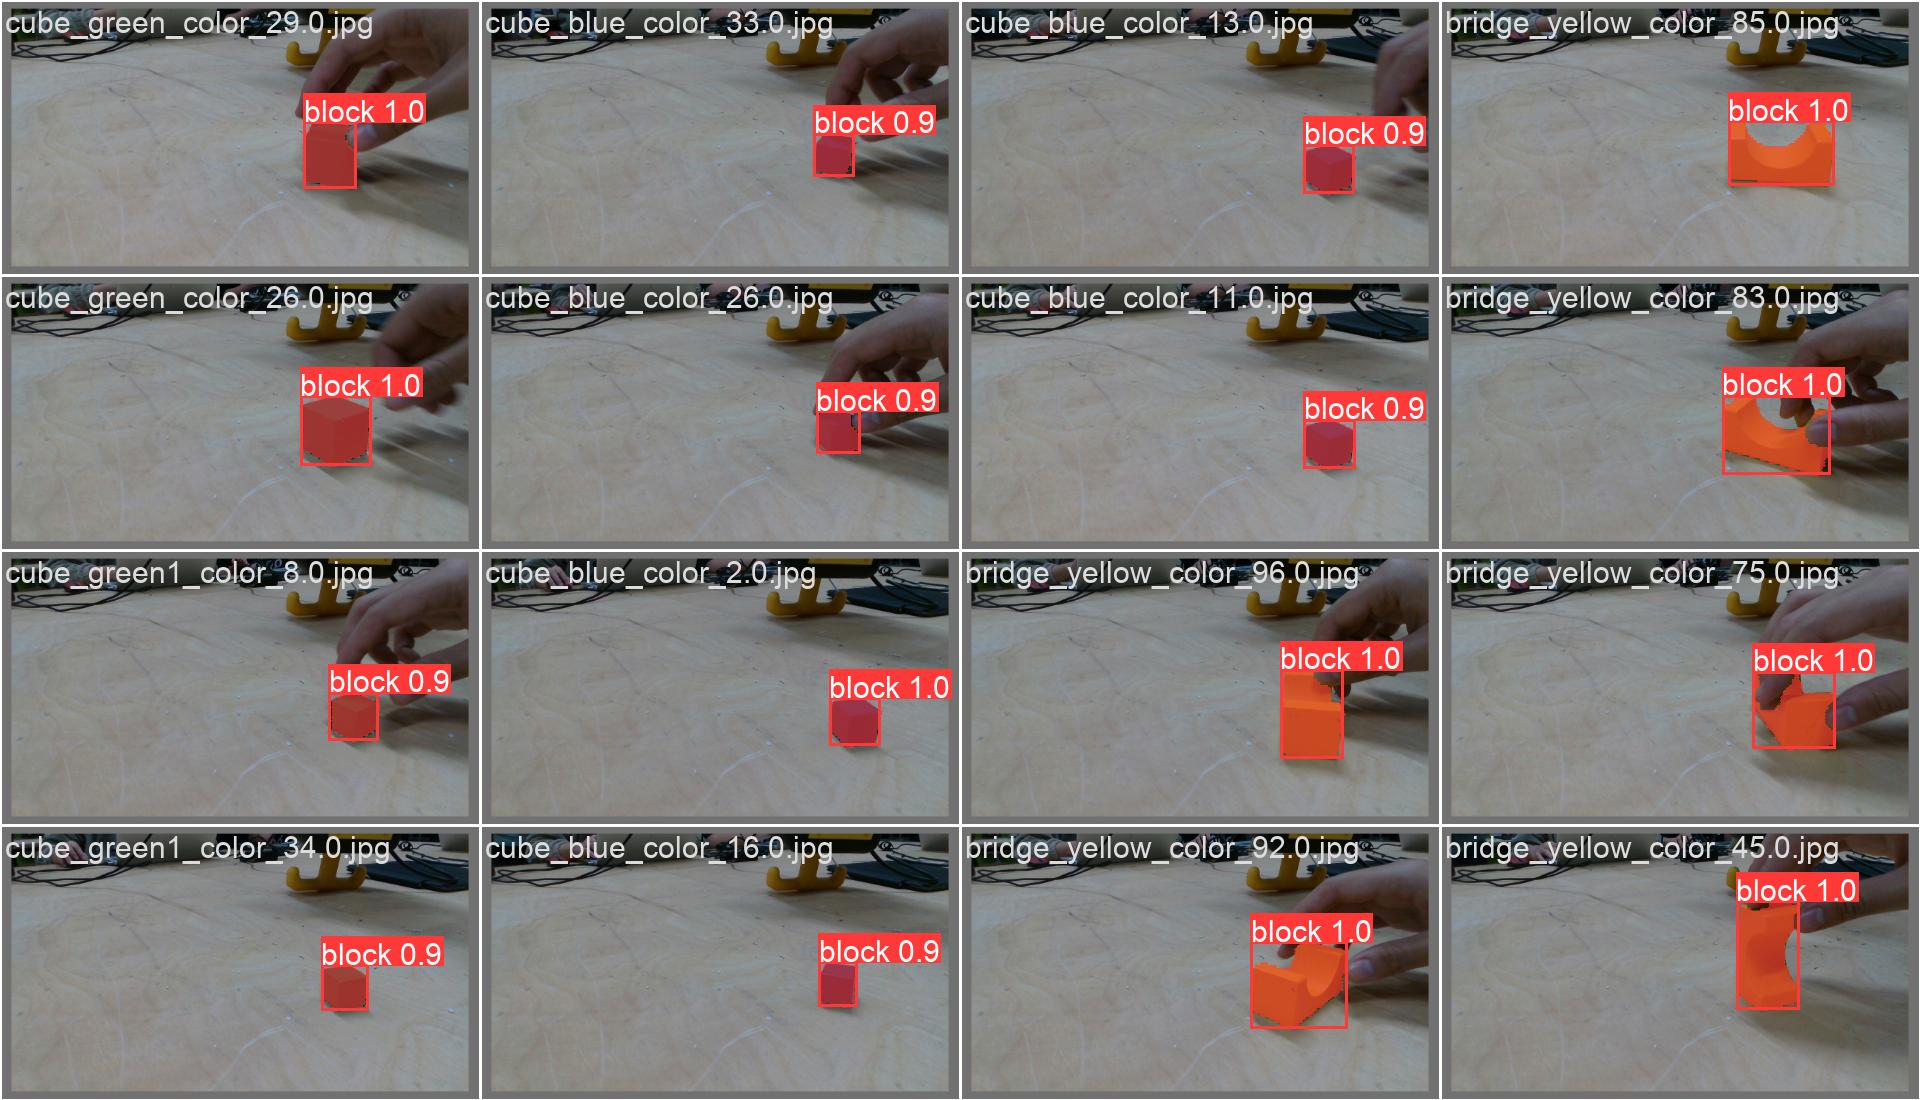 cube_green_color_29.0.jpg
block 1.0
cube_blue_color_33.0.jpg
block 0.9
cube_blue_color_13.0.jpg
block 0.9
bridge_yellow_color_85.0.jpg
block 1.0
cube_green_color_26.0.jpg
block 1.0
cube_blue_color_26.0.jpg
block 0.9
cube_blue_color_11.0.jpg
block 0.9
bridge_yellow_color_83.0.jpg
block 1.0
cube_green1_color_8.0.jpg
block 0.9
cube_blue_color_2.0.jpg
block 1.0
bridge_yellow_color_96.0.jpg
block 1.0
bridge_yellow_color_75.0.jpg
block 1.0
cube_green1_color_34.0.jpg
block 0.9
cube_blue_color_16.0.jpg
block 0.9
bridge_yellow_color_92.0.jpg
block 1.0
bridge_yellow_color_45.0.jpg
block 1.0